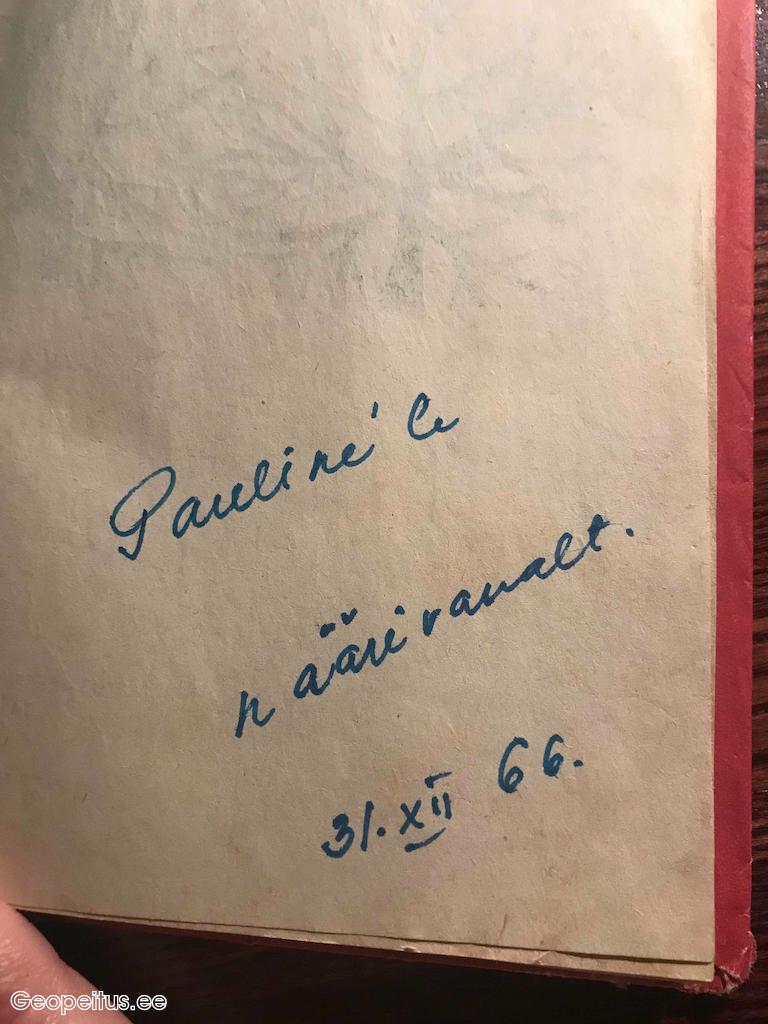 Pauline'le
näärivanalt.
31. XII 66.
Geopeitus.ee